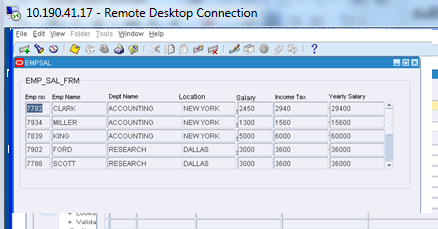 10.190.41.17 - Remote Desktop Connection
File Edit View Folder Tools Window Help
EMPSAL
EMP_SAL_FRM
Emp no Emp Name Dept Name Location Salary Income Tax Yearly Salary
7782 CLARK ACCOUNTING NEW YORK 2450 2940 29400
7934 MILLER ACCOUNTING NEW YORK 1300 1560 15600
7839 KING ACCOUNTING NEW YORK 5000 6000 60000
7902 FORD RESEARCH DALLAS 3000 3600 36000
7788 SCOTT RESEARCH DALLAS 3000 3600 36000
+ Valida